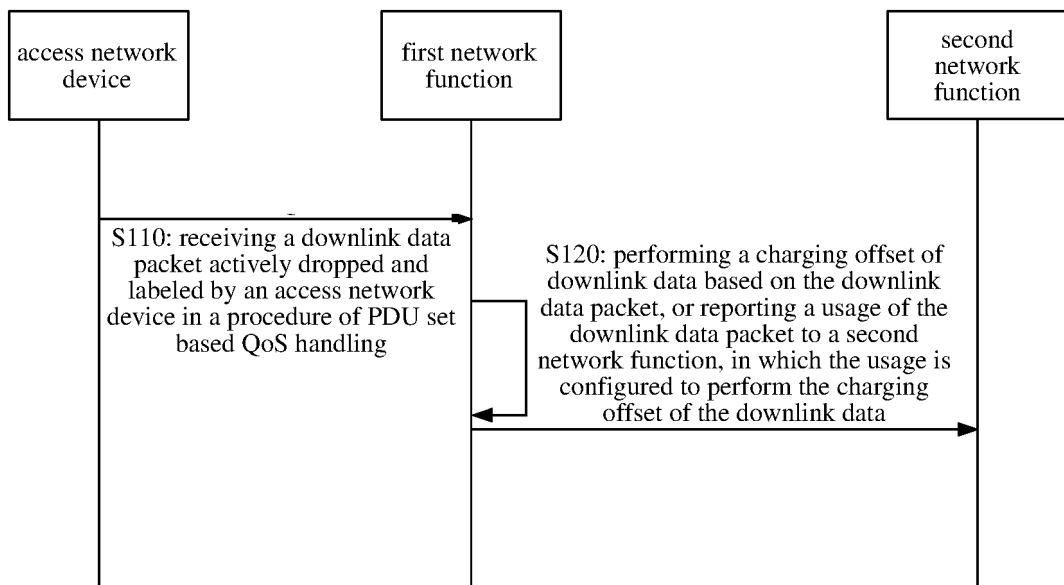 access network
device
first network
function
second
network
function
S110: receiving a downlink data
packet actively dropped and
labeled by an access network
device in a procedure of PDU set
based QoS handling
S120: performing a charging offset of
downlink data based on the downlink
data packet, or reporting a usage of the
downlink data packet to a second
network function, in which the usage is
configured to perform the charging
offset of the downlink data